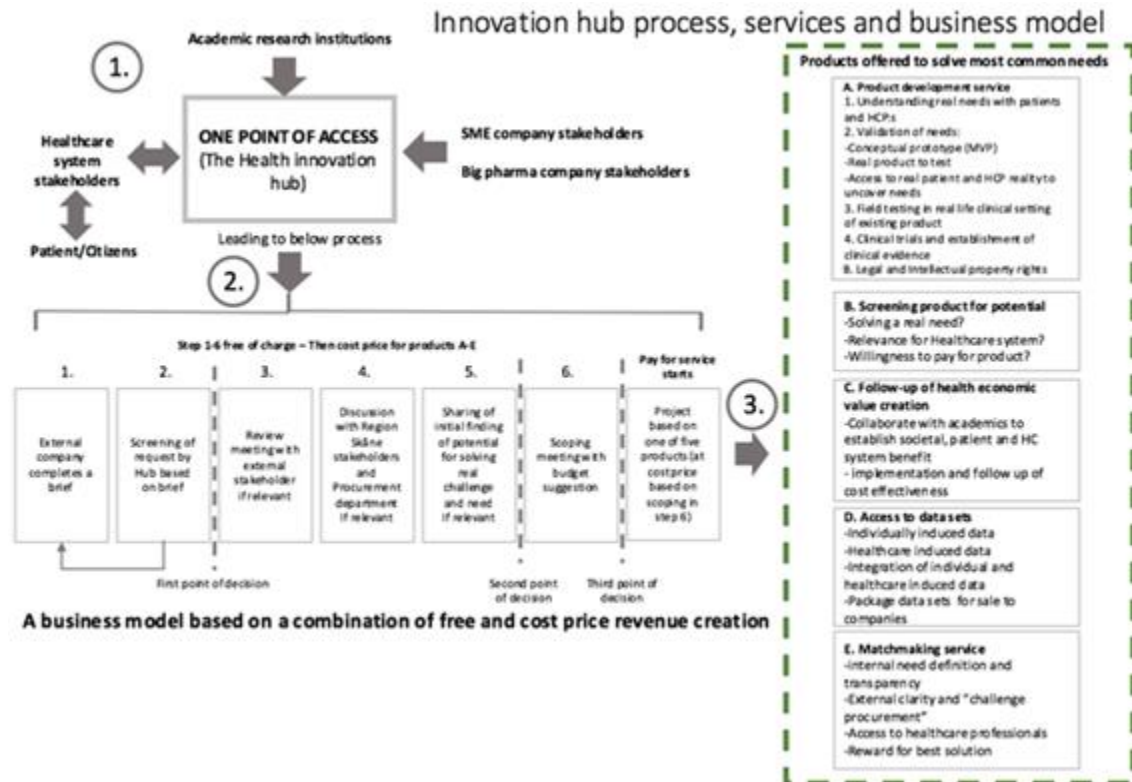 Innovation hub process, services and business model
1.
Academic research institutions
ONE POINT OF ACCESS
(The Health innovation
hub)
Healthcare
system
stakeholders
Patient/Citizens
SME company stakeholders
Big pharma company stakeholders
Leading to below process
2.
Step 1-6 free of charge – Then cost price for products A-E
Pay for service
starts
1.
External
company
completes a
brief
2.
Screening of
request by
Hub based
on brief
3.
Review
meeting with
external
stakeholder
if relevant
4.
Discussion
with Region
Skåne
stakeholders
and
Procurement
department
If relevant
5.
Sharing of
initial finding
of potential
for solving
real
challenge
and need
If relevant
6.
Scoping
meeting with
budget
suggestion
Project
based on
one of five
products (at
cost price
based on
scoping in
step 6)
First point of decision
Second point
of decision
Third point of
decision
A business model based on a combination of free and cost price revenue creation
3.
Products offered to solve most common needs
A. Product development service
1. Understanding real needs with patients
and HCP:s
2. Validation of needs:
-Conceptual prototype (MVP)
-Real product to test
-Access to real patient and HCP reality to
uncover needs
3. Field testing in real life clinical setting
of existing product
4. Clinical trials and establishment of
clinical evidence
B. Legal and Intellectual property rights
B. Screening product for potential
-Solving a real need?
-Relevance for Healthcare system?
-Willingness to pay for product?
C. Follow-up of health economic
value creation
-Collaborate with academics to
establish societal, patient and HC
system benefit
- implementation and follow up of
cost effectiveness
D. Access to data sets
-Individually induced data
-Healthcare induced data
-Integration of individual and
healthcare induced data
-Package data sets for sale to
companies
E. Matchmaking service
-Internal need definition and
transparency
-External clarity and "challenge
procurement"
-Access to healthcare professionals
-Reward for best solution